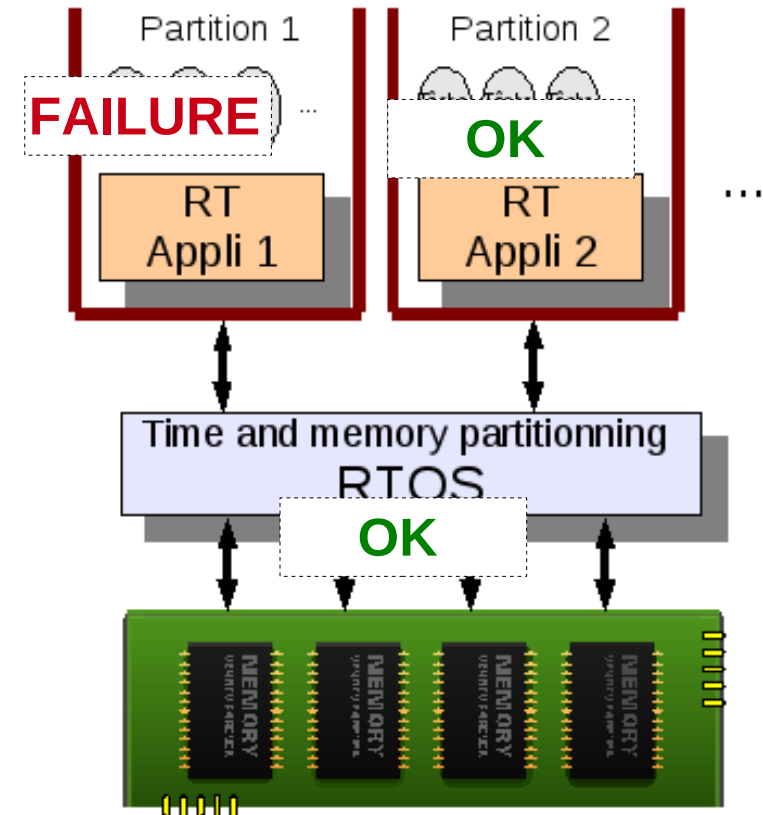 Partition 1
Partition 2
FAILURE
...
OK
...
RT
Appli 1
RT
Appli 2
Time and memory partitionning
RTOS
OK
MEMORY
MEMORY
MEMORY
MEMORY